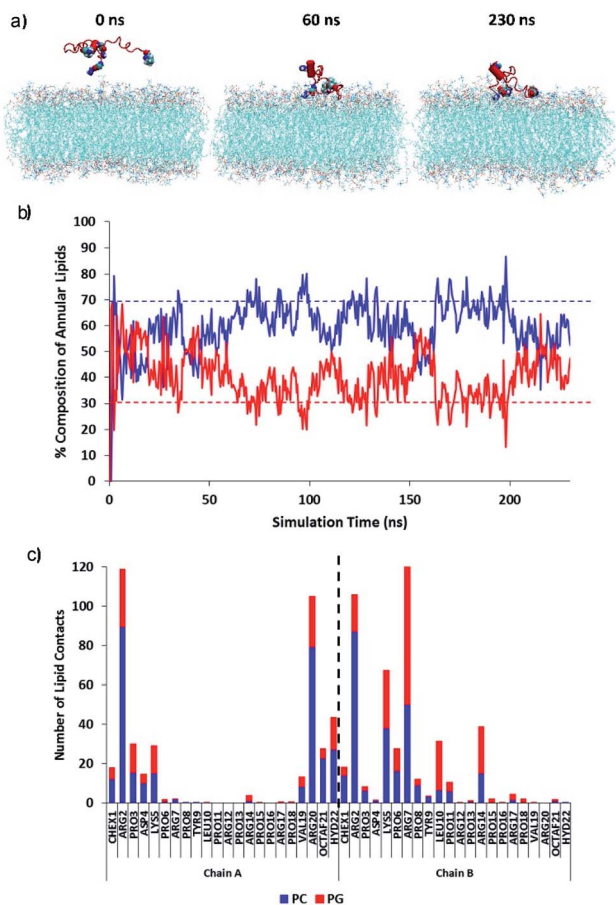 a)
0 ns
60 ns
230 ns
b)
100
90
80
70
60
50
40
30
20
10
0
% Composition of Annular Lipids
0
50
100
150
200
Simulation Time (ns)
c)
120
100
80
60
40
20
0
Number of Lipid Contacts
CHEX1
ARG2
PRO3
ASP4
LYS5
PRO6
ARG7
PRO8
TYR9
LEU10
PRO11
ARG12
PRO13
ARG14
PRO15
PRO16
ARG17
PRO18
VAL19
ARG20
OCTAF21
HYD22
CHEX1
ARG2
PRO3
ASP4
LYS5
PRO6
ARG7
PRO8
TYR9
LEU10
PRO11
ARG12
PRO13
ARG14
PRO15
PRO16
ARG17
PRO18
VAL19
ARG20
OCTAF21
HYD22
Chain A
Chain B
PC
PG